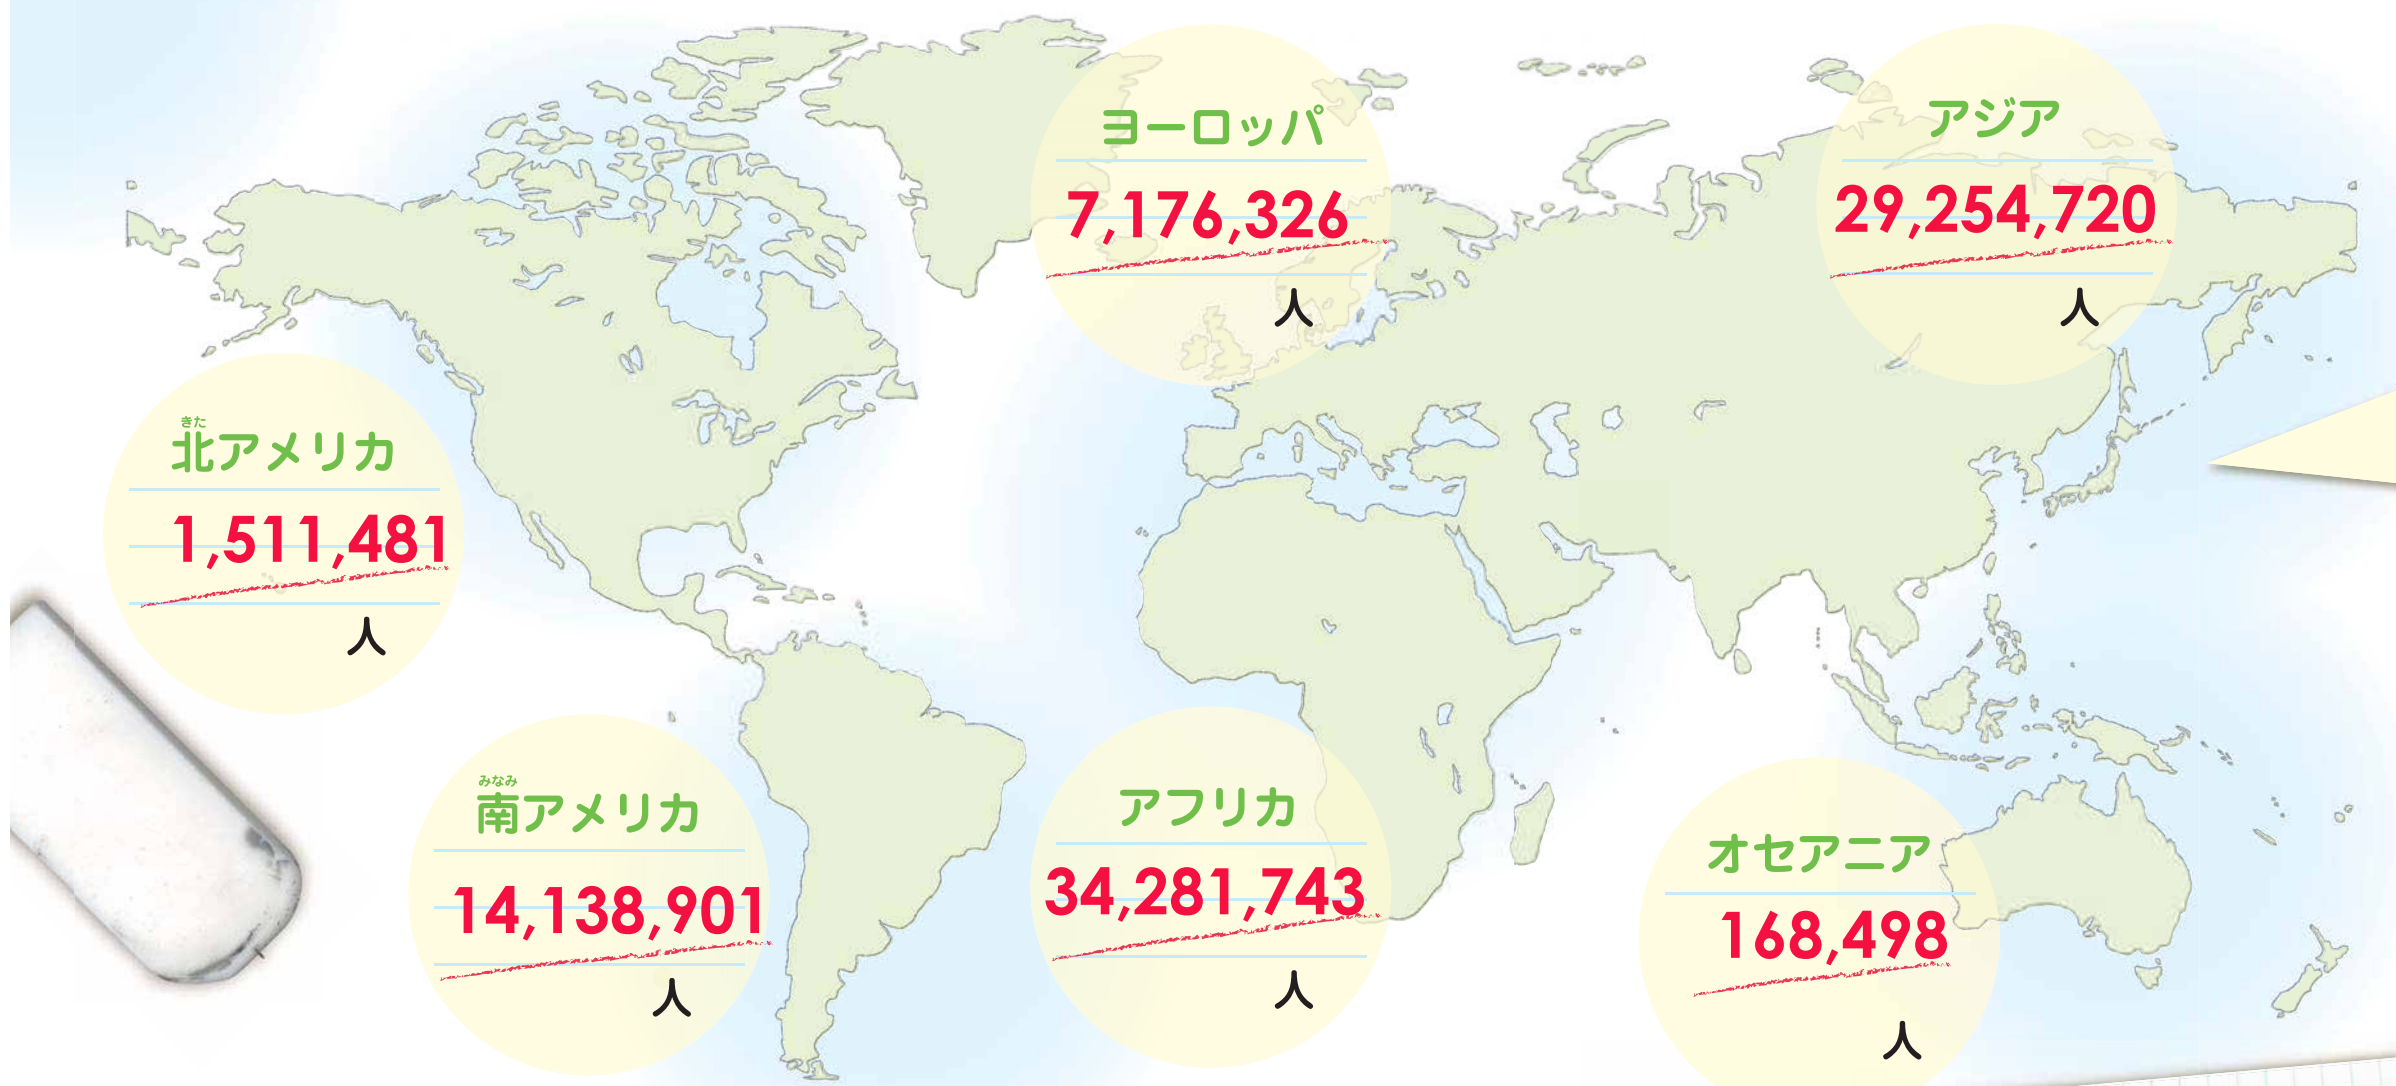 ヨーロッパ
7,176,326
人
アジア
29,254,720
人
きた
北アメリカ
1,511,481
人
みなみ
南アメリカ
14,138,901
人
アフリカ
34,281,743
人
オセアニア
168,498
人